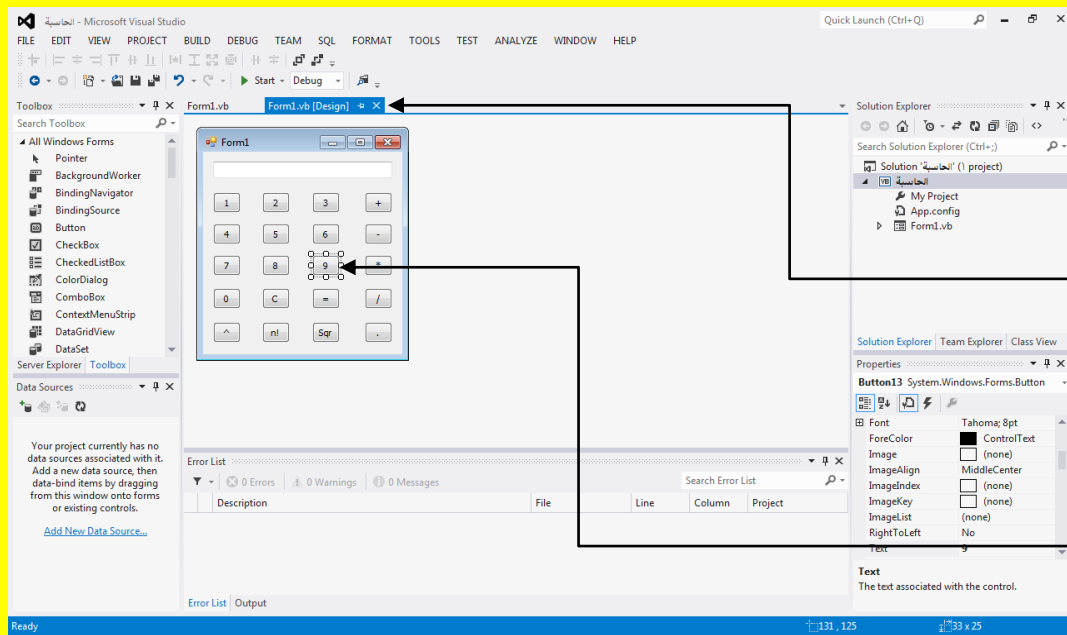 الحاسبة - Microsoft Visual Studio
Quick Launch (Ctrl+Q)
FILE EDIT VIEW PROJECT BUILD DEBUG TEAM SQL FORMAT TOOLS TEST ANALYZE WINDOW HELP
Start Debug
Toolbox
Search Toolbox
All Windows Forms
Pointer
BackgroundWorker
BindingNavigator
BindingSource
Button
CheckBox
CheckedListBox
ColorDialog
ComboBox
ContextMenuStrip
DataGridView
DataSet
Server Explorer Toolbox
Data Sources
Your project currently has no
data sources associated with it.
Add a new data source, then
data-bind items by dragging
from this window onto forms
or existing controls.
Add New Data Source...
Form1.vb Form1.vb [Design]
Form1
1 2 3 +
4 5 6 -
7 8 9 *
0 C = /
^ n! Sqr .
Error List
0 Errors 0 Warnings 0 Messages
Search Error List
Description File Line Column Project
Error List Output
Solution Explorer
Search Solution Explorer (Ctrl+;)
Solution 'الحاسبة' (١ project)
VB الحاسبة
My Project
App.config
Form1.vb
Solution Explorer Team Explorer Class View
Properties
Button13 System.Windows.Forms.Button
Font Tahoma; 8pt
ForeColor ControlText
Image (none)
ImageAlign MiddleCenter
ImageIndex (none)
ImageKey (none)
ImageList (none)
RightToLeft No
Text 9
Text
The text associated with the control.
Ready 131 , 125 33 x 25